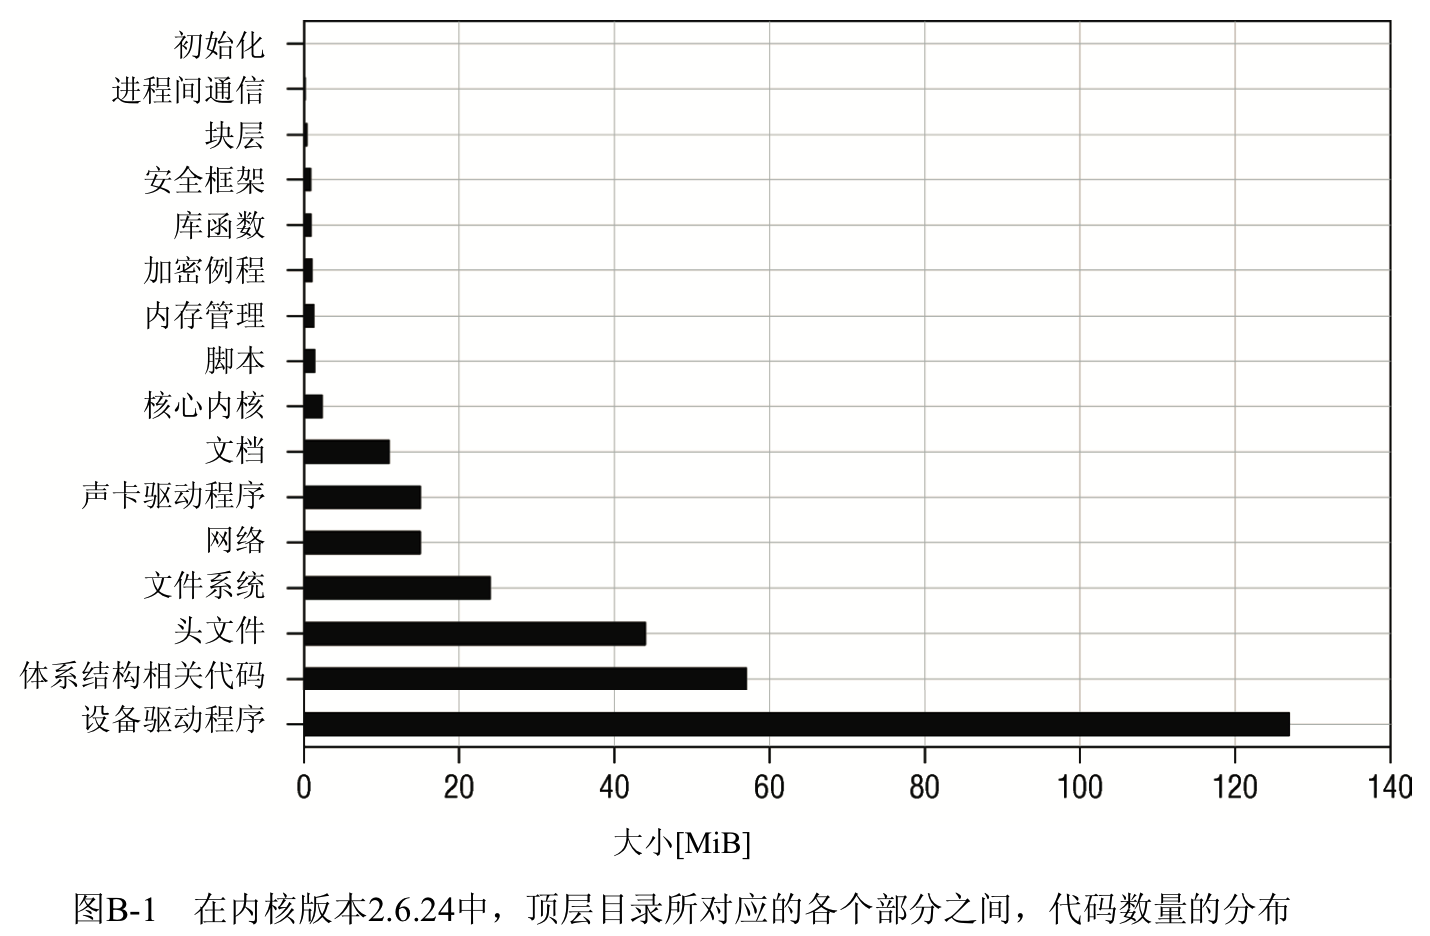 初始化
进程间通信
块层
安全框架
库函数
加密例程
内存管理
脚本
核心内核
文档
声卡驱动程序
网络
文件系统
头文件
体系结构相关代码
设备驱动程序
0 20 40 60 80 100 120 140
大小[MiB]
图B-1 在内核版本2.6.24中，顶层目录所对应的各个部分之间，代码数量的分布